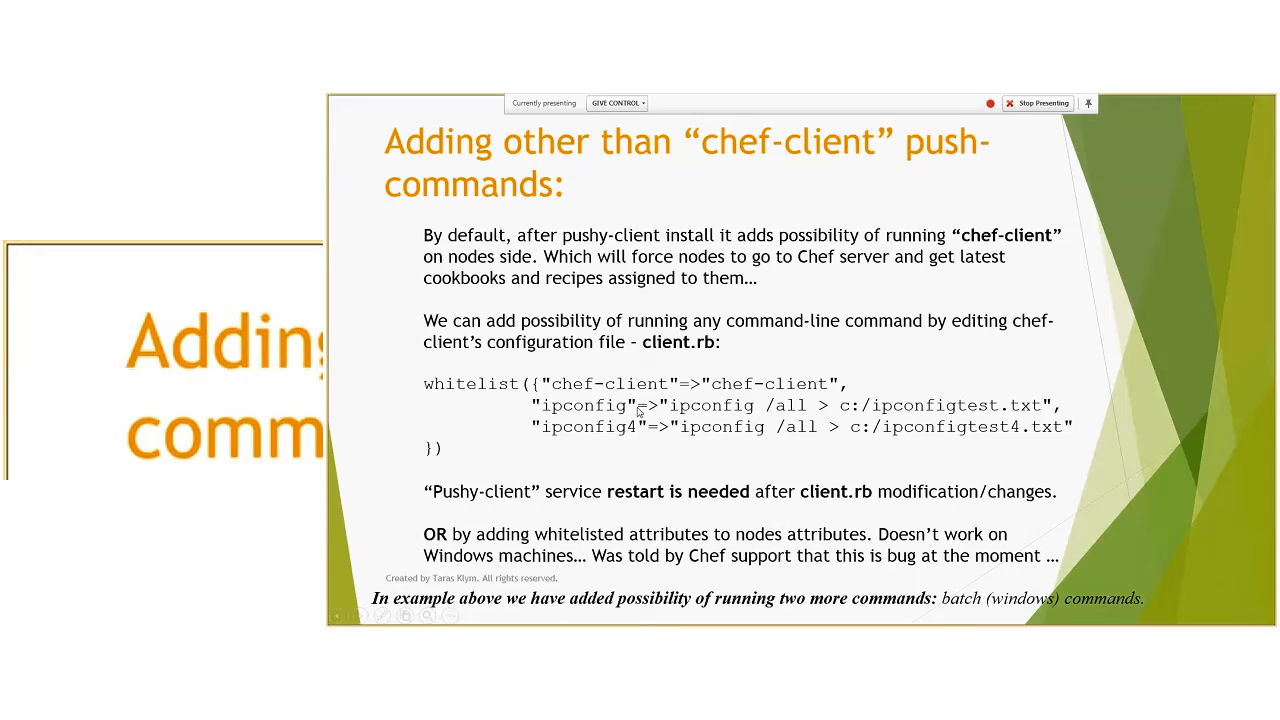 Currently presenting GIVE CONTROL Stop Presenting
Adding other than “chef-client” push-
commands:
By default, after pushy-client install it adds possibility of running “chef-client”
on nodes side. Which will force nodes to go to Chef server and get latest
cookbooks and recipes assigned to them…
We can add possibility of running any command-line command by editing chef-
client’s configuration file – client.rb:
whitelist({"chef-client"=>"chef-client",
"ipconfig"=>"ipconfig /all > c:/ipconfigtest.txt",
"ipconfig4"=>"ipconfig /all > c:/ipconfigtest4.txt"
})
“Pushy-client” service restart is needed after client.rb modification/changes.
OR by adding whitelisted attributes to nodes attributes. Doesn’t work on
Windows machines… Was told by Chef support that this is bug at the moment …
Created by Taras Klym. All rights reserved.
In example above we have added possibility of running two more commands: batch (windows) commands.
Adding
comm